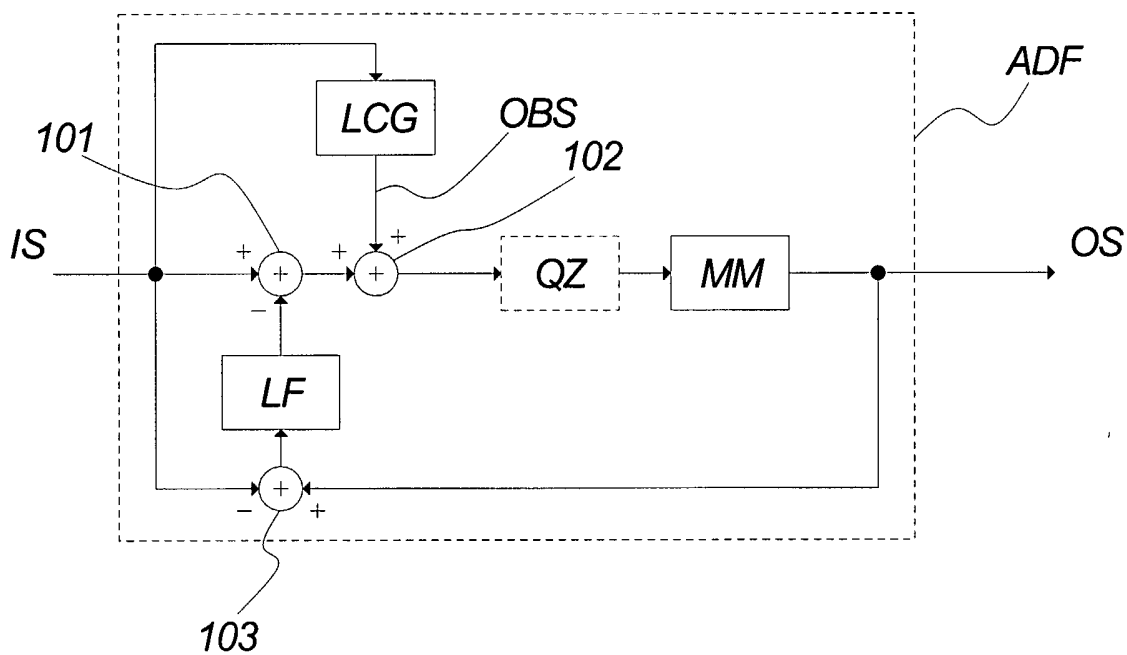 ADF
LCG
OBS
101
102
+
+
+
IS
+
+
QZ
MM
OS
−
LF
+
−
+
103